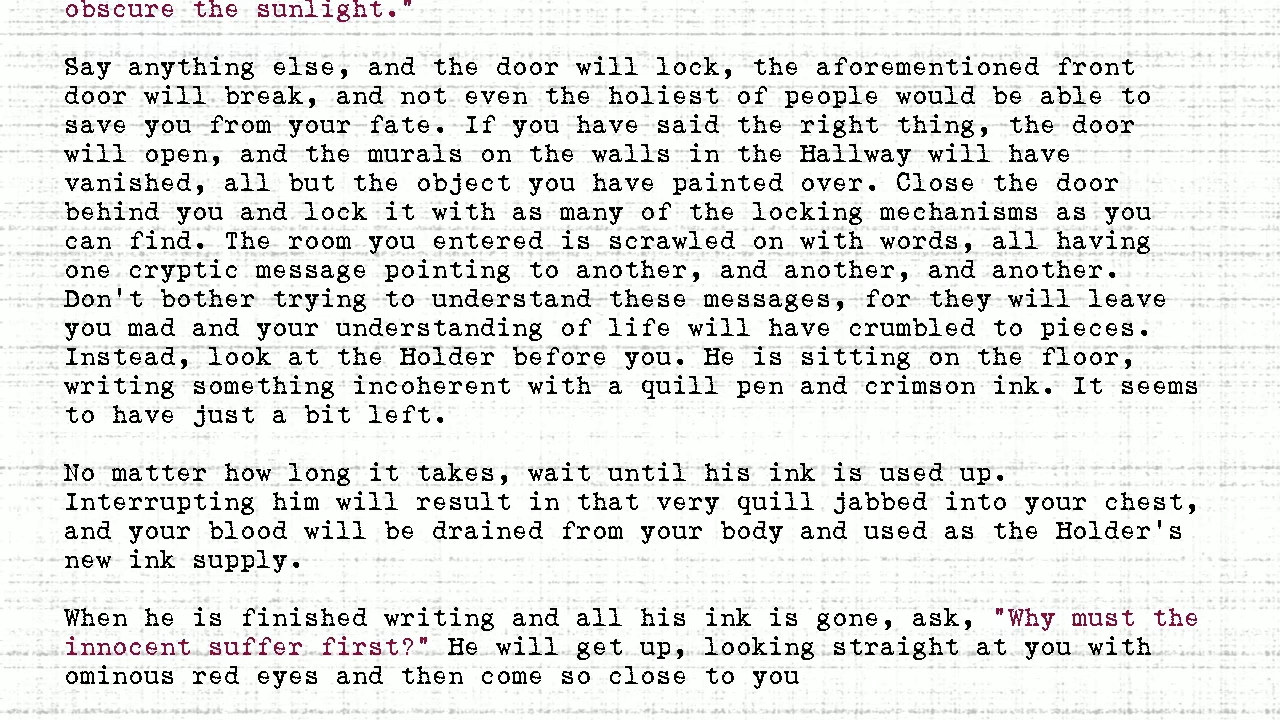 obscure the sunlight."
Say anything else, and the door will lock, the aforementioned front
door will break, and not even the holiest of people would be able to
save you from your fate. If you have said the right thing, the door
will open, and the murals on the walls in the Hallway will have
vanished, all but the object you have painted over. Close the door
behind you and lock it with as many of the locking mechanisms as you
can find. The room you entered is scrawled on with words, all having
one cryptic message pointing to another, and another, and another.
Don't bother trying to understand these messages, for they will leave
you mad and your understanding of life will have crumbled to pieces.
Instead, look at the Holder before you. He is sitting on the floor,
writing something incoherent with a quill pen and crimson ink. It seems
to have just a bit left.
No matter how long it takes, wait until his ink is used up.
Interrupting him will result in that very quill jabbed into your chest,
and your blood will be drained from your body and used as the Holder's
new ink supply.
When he is finished writing and all his ink is gone, ask, "Why must the
innocent suffer first?" He will get up, looking straight at you with
ominous red eyes and then come so close to you